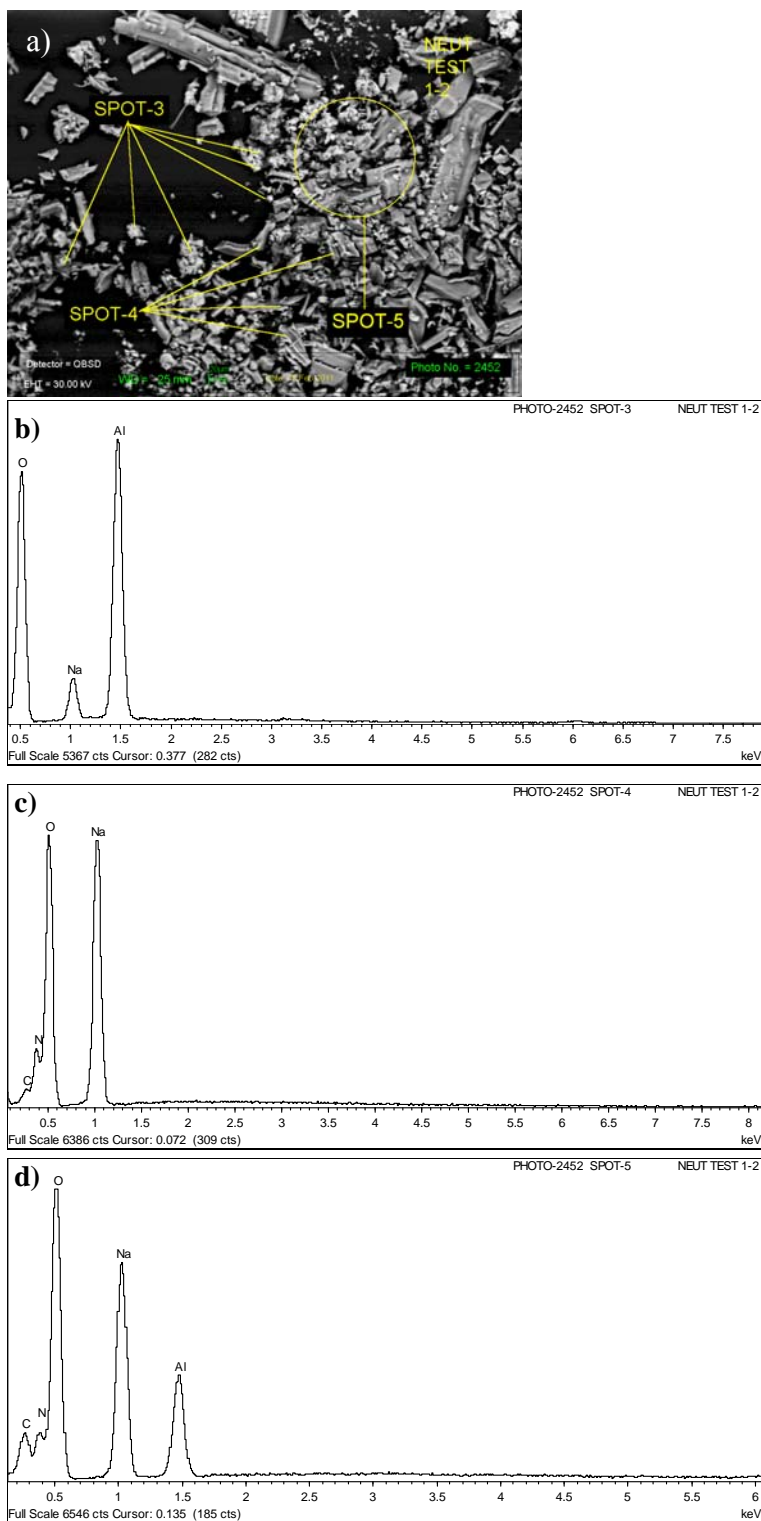 a)
NEUT
TEST
1-2
SPOT-3
SPOT-4
SPOT-5
Detector = QBSD
EHT = 30.00 kV
25 mm
Photo No. = 2452
b)
PHOTO-2452 SPOT-3 NEUT TEST 1-2
Al
O
Na
0.5 1 1.5 2 2.5 3 3.5 4 4.5 5 5.5 6 6.5 7 7.5
Full Scale 5367 cts Cursor: 0.377 (282 cts) keV
c)
PHOTO-2452 SPOT-4 NEUT TEST 1-2
O
Na
N
C
0.5 1 1.5 2 2.5 3 3.5 4 4.5 5 5.5 6 6.5 7 7.5 8
Full Scale 6386 cts Cursor: 0.072 (309 cts) keV
d)
PHOTO-2452 SPOT-5 NEUT TEST 1-2
O
Na
Al
C
N
0.5 1 1.5 2 2.5 3 3.5 4 4.5 5 5.5 6
Full Scale 6546 cts Cursor: 0.135 (185 cts) keV